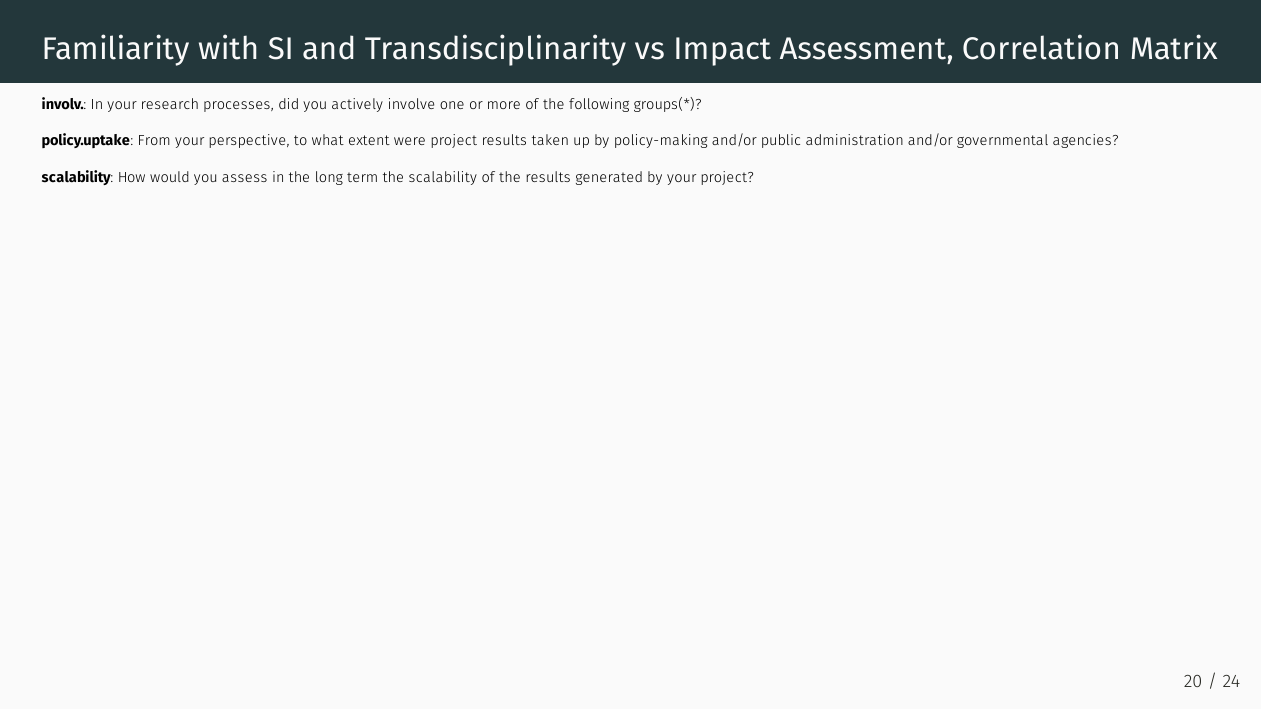 Familiarity with SI and Transdisciplinarity vs Impact Assessment, Correlation Matrix
involv.: In your research processes, did you actively involve one or more of the following groups(*)?
policy.uptake: From your perspective, to what extent were project results taken up by policy-making and/or public administration and/or governmental agencies?
scalability: How would you assess in the long term the scalability of the results generated by your project?
20 / 24